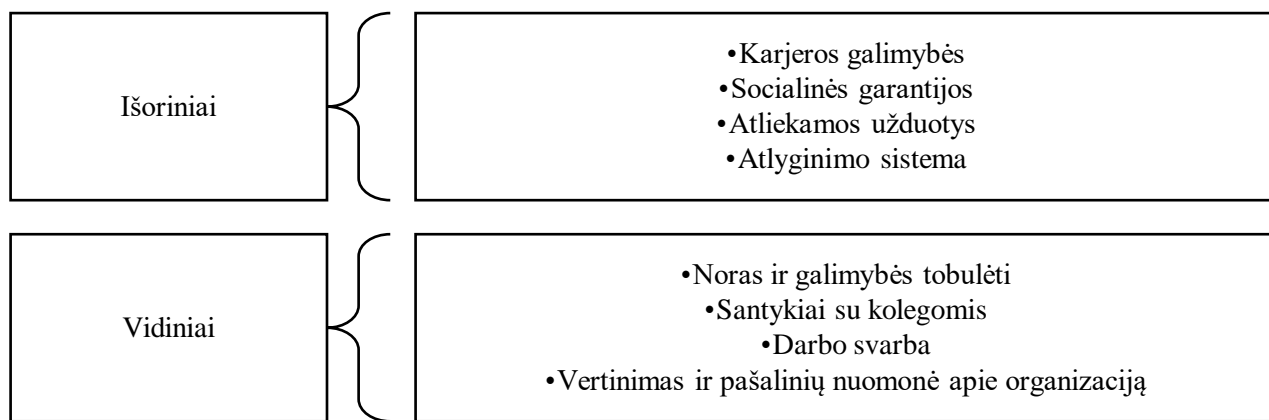 Išoriniai
•Karjeros galimybės
•Socialinės garantijos
•Atliekamos užduotys
•Atlyginimo sistema
Vidiniai
•Noras ir galimybės tobulėti
•Santykiai su kolegomis
•Darbo svarba
•Vertinimas ir pašalinių nuomonė apie organizaciją